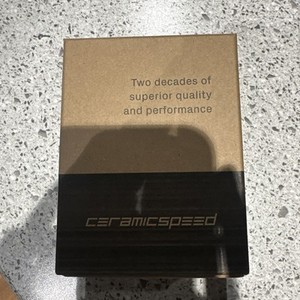 Two decades of
superior quality
and performance
ceramicspeed